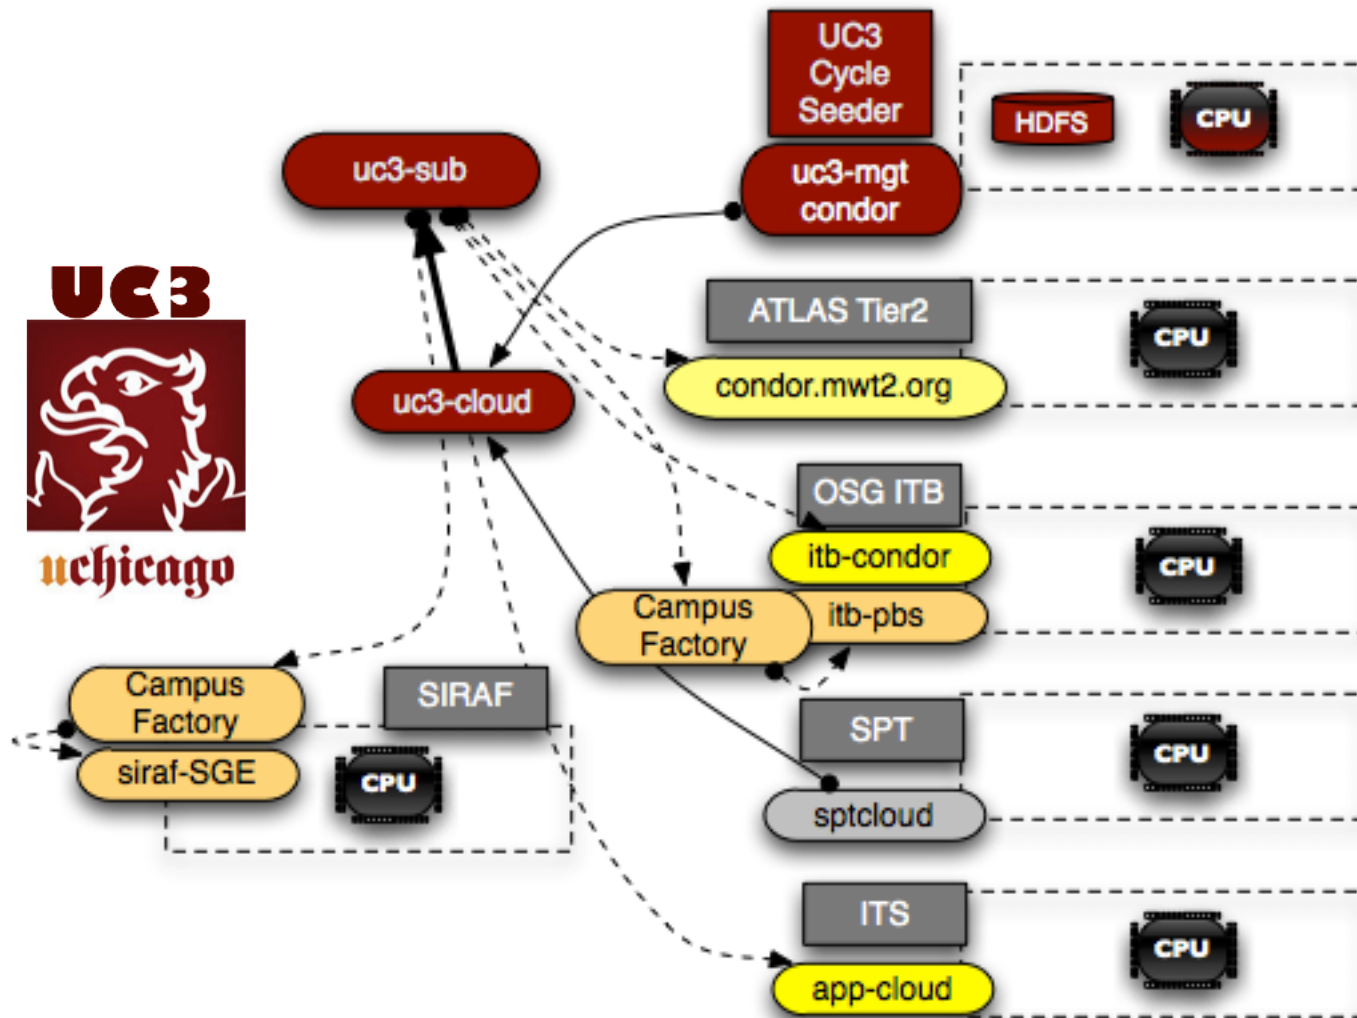 UC3
Cycle
Seeder
HDFS
CPU
uc3-sub
uc3-mgt
condor
UC3
ATLAS Tier2
CPU
condor.mwt2.org
uc3-cloud
OSG ITB
itb-condor
CPU
uchicago
Campus
Factory
itb-pbs
Campus
Factory
SIRAF
SPT
CPU
siraf-SGE
CPU
sptcloud
ITS
CPU
app-cloud